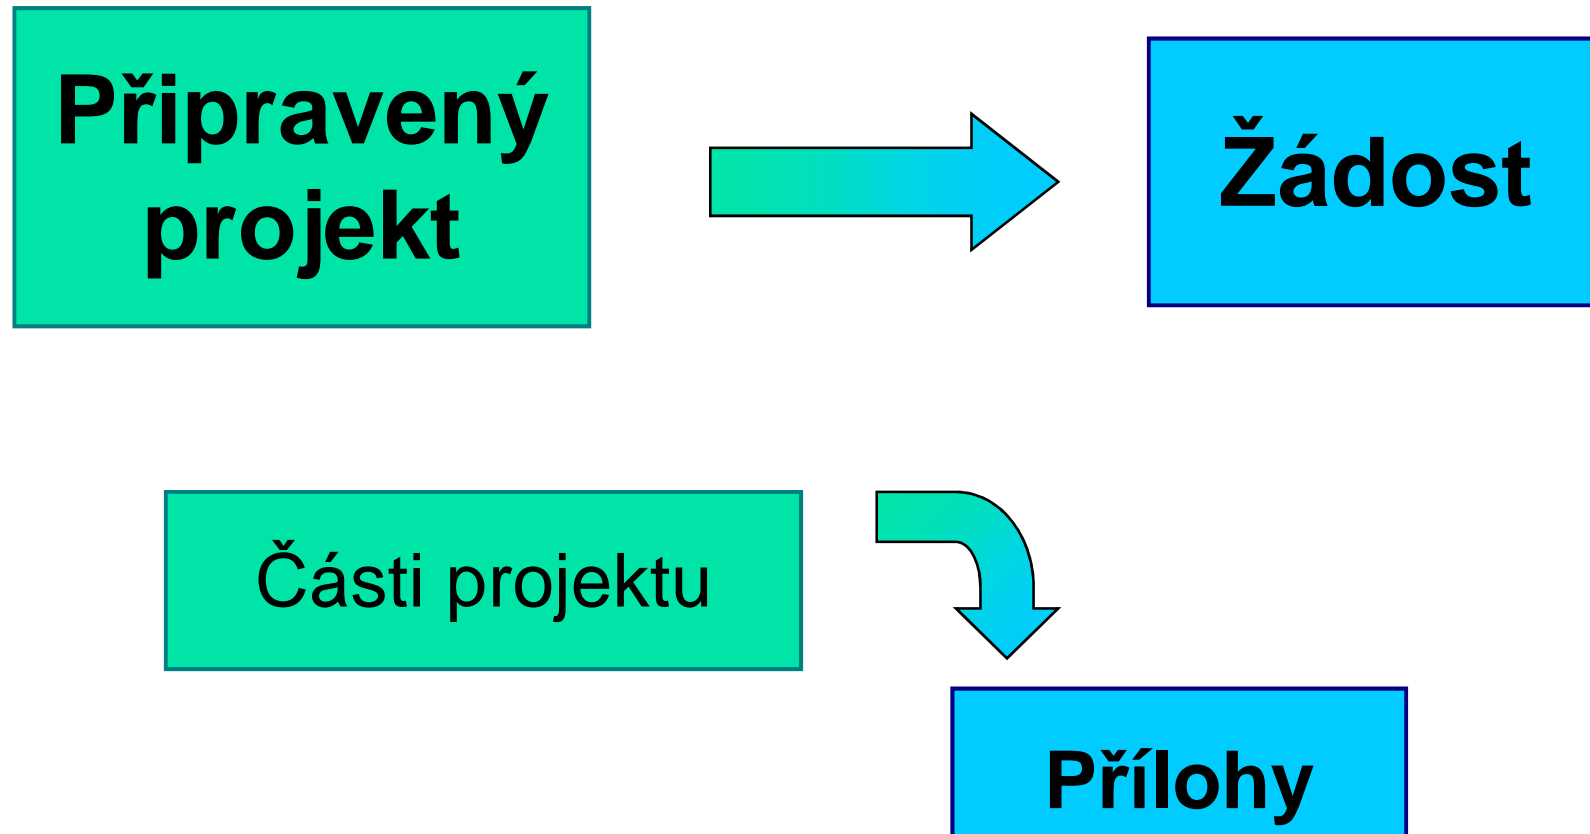 Připravený
projekt
Žádost
Části projektu
Přílohy